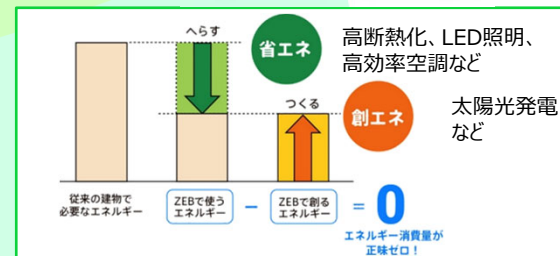 へらす
省エネ
高断熱化、LED照明、
高効率空調など
つくる
創エネ
太陽光発電
など
従来の建物で
必要なエネルギー
ZEBで使う
エネルギー
−
ZEBで創る
エネルギー
=
0
エネルギー消費量が
正味ゼロ！